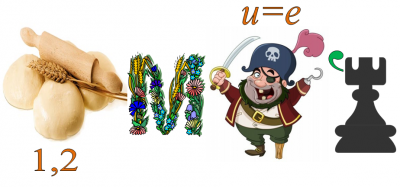 и=е
М ,
1,2